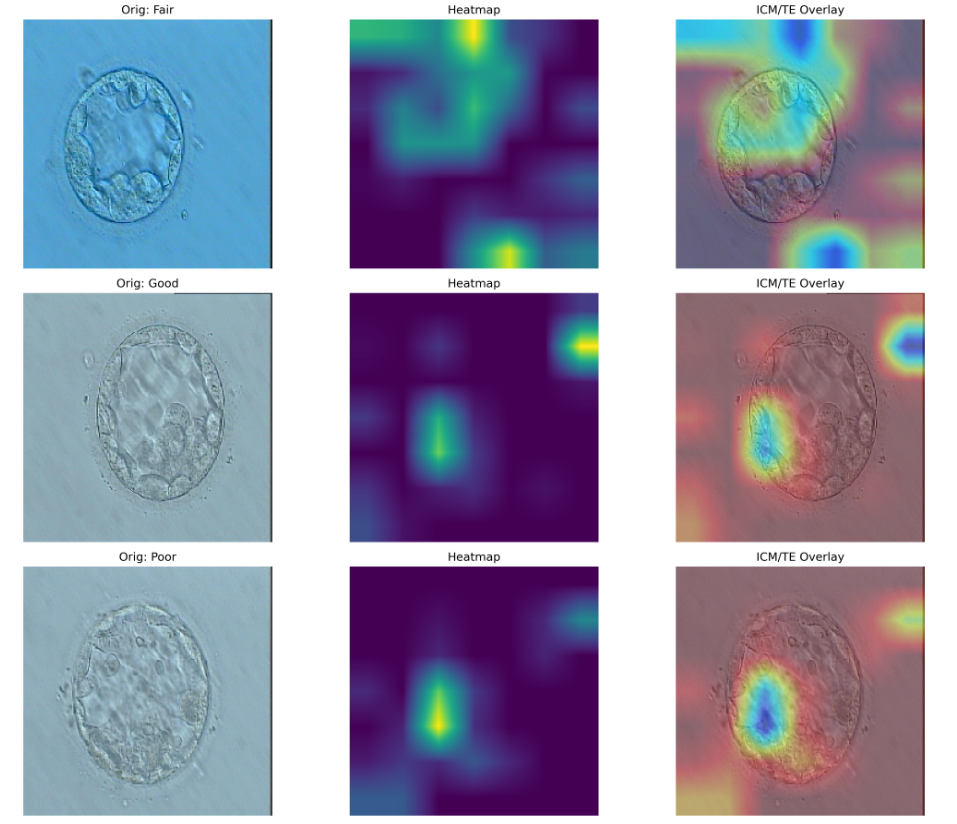 Orig: Fair Heatmap ICM/TE Overlay
Orig: Good Heatmap ICM/TE Overlay
Orig: Poor Heatmap ICM/TE Overlay